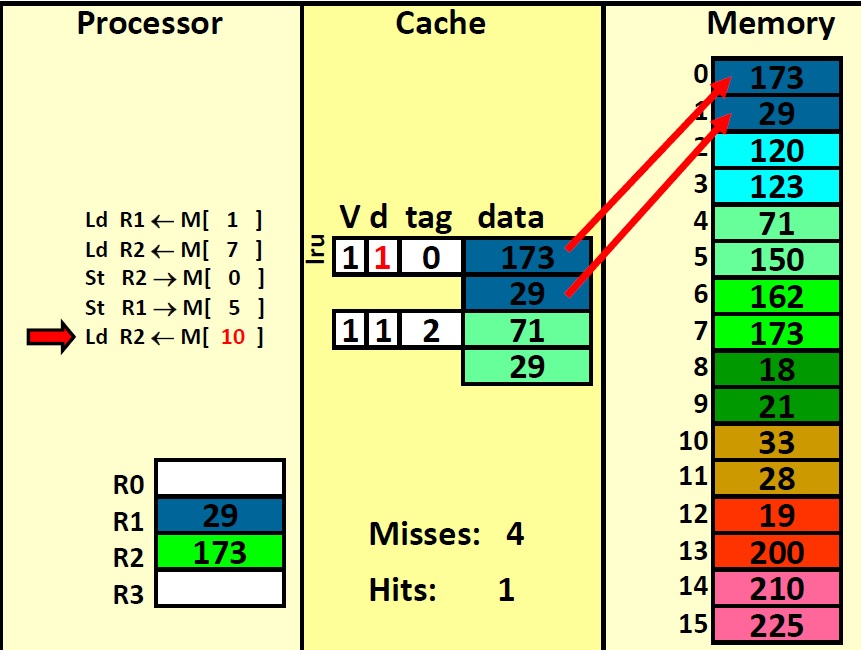 Processor
Cache
Memory
Ld R1 ← M[ 1 ]
Ld R2 ← M[ 7 ]
St R2 → M[ 0 ]
St R1 → M[ 5 ]
Ld R2 ← M[ 10 ]
R0
R1 29
R2 173
R3
V d tag data
lru 1 1 0 173
29
1 1 2 71
29
Misses: 4
Hits: 1
0 173
1 29
2 120
3 123
4 71
5 150
6 162
7 173
8 18
9 21
10 33
11 28
12 19
13 200
14 210
15 225